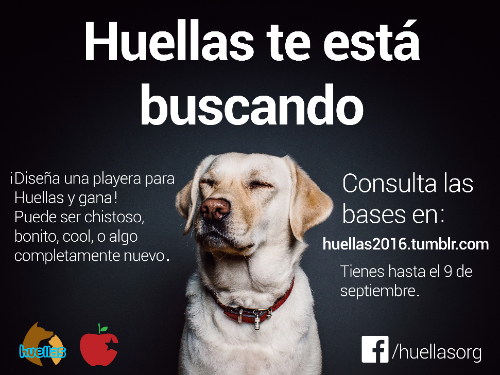 Huellas te está
buscando
¡Diseña una playera para
Huellas y gana!
Puede ser chistoso,
bonito, cool, o algo
completamente nuevo.
Consulta las
bases en:
huellas2016.tumblr.com
Tienes hasta el 9 de
septiembre.
huellas
f/huellasorg